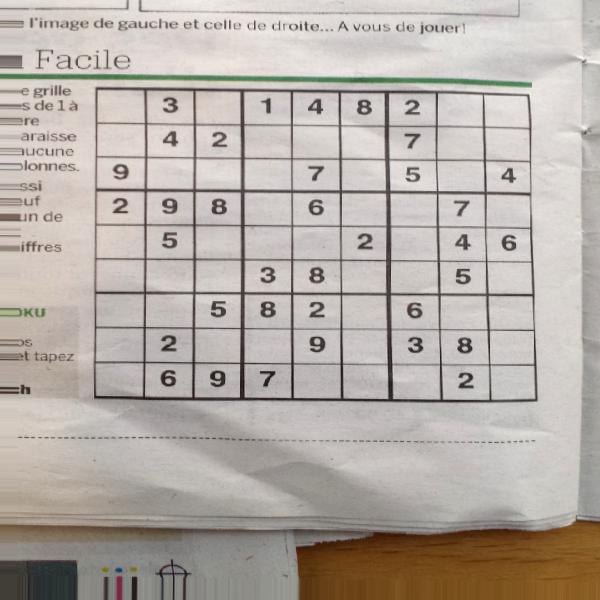 l'image de gauche et celle de droite... A vous de jouer!
Facile
e grille
s de 1 à
re
araisse
aucune
olonnes.
ssi
euf
un de
iffres
OKU
os
et tapez
h
3 1 4 8 2
4 2 7
9 7 5 4
2 9 8 6 7
5 2 4 6
3 8 5
5 8 2 6
2 9 3 8
6 9 7 2